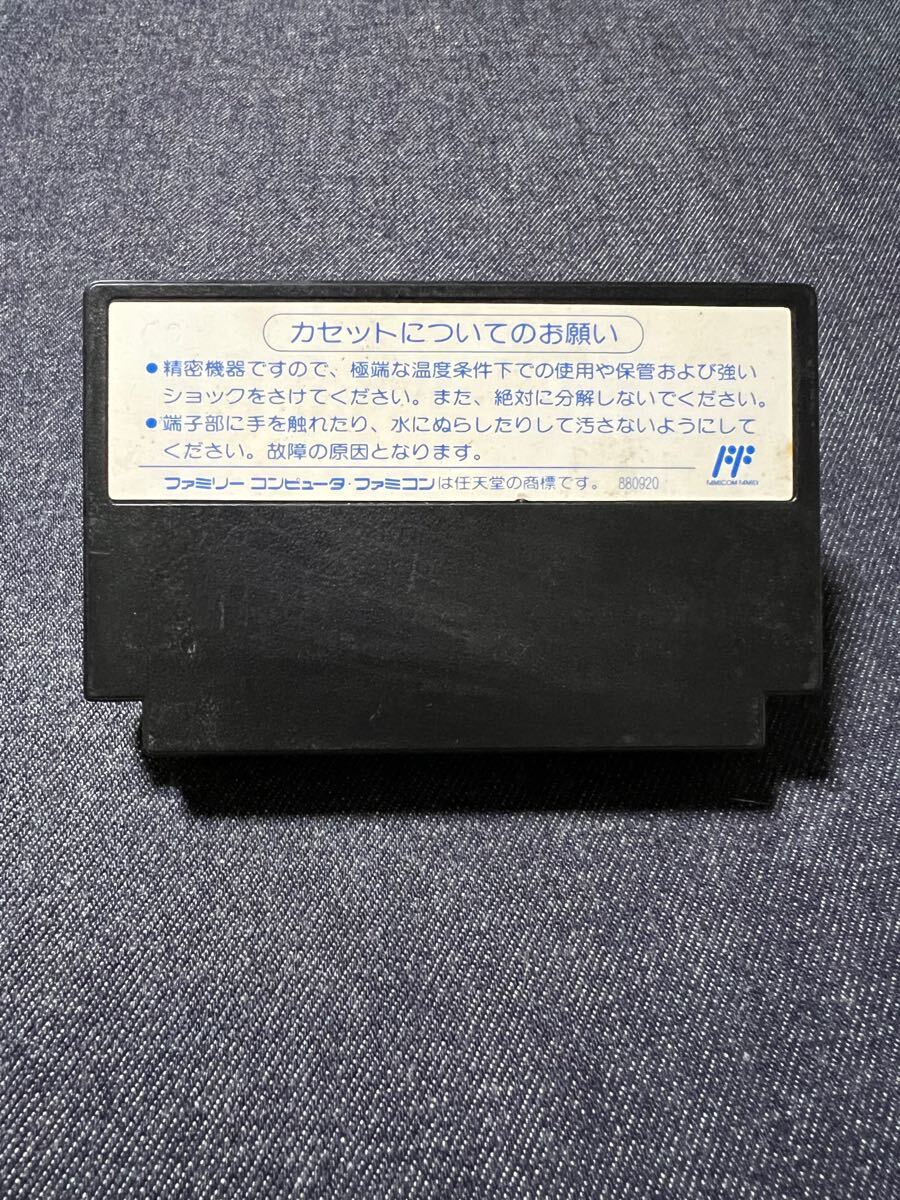 カセットについてのお願い
●精密機器ですので、極端な温度条件下での使用や保管および強い
ショックをさけてください。また、絶対に分解しないでください。
●端子部に手を触れたり、水にぬらしたりして汚さないようにして
ください。故障の原因となります。
FAMICOM FAMILY
ファミリー コンピュータ・ファミコンは任天堂の商標です。 880920